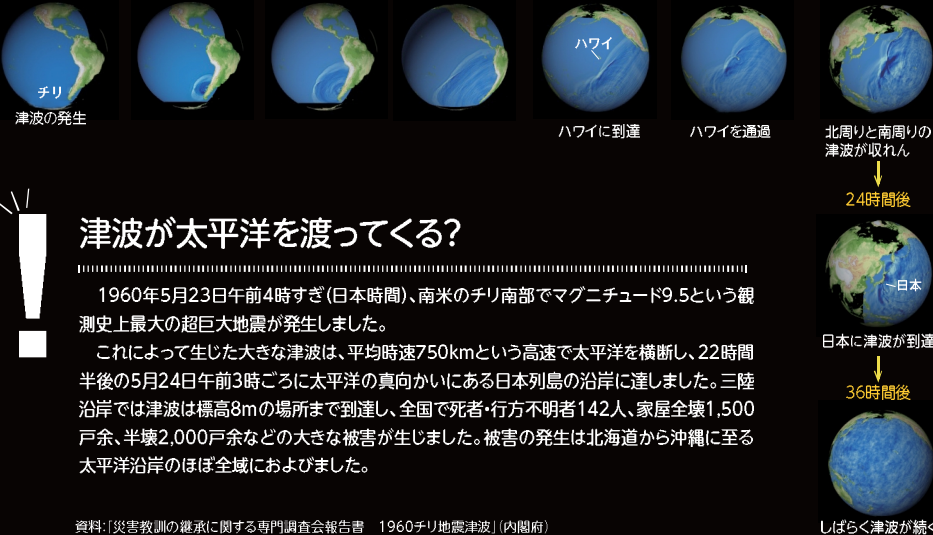 チリ
津波の発生
ハワイ
ハワイに到達
ハワイを通過
北周りと南周りの
津波が収れん
24時間後
日本
日本に津波が到達
36時間後
しばらく津波が続く
津波が太平洋を渡ってくる?
1960年5月23日午前4時すぎ(日本時間)、南米のチリ南部でマグニチュード9.5という観
測史上最大の超巨大地震が発生しました。
これによって生じた大きな津波は、平均時速750kmという高速で太平洋を横断し、22時間
半後の5月24日午前3時ごろに太平洋の真向かいにある日本列島の沿岸に達しました。三陸
沿岸では津波は標高8mの場所まで到達し、全国で死者・行方不明者142人、家屋全壊1,500
戸余、半壊2,000戸余などの大きな被害が生じました。被害の発生は北海道から沖縄に至る
太平洋沿岸のほぼ全域におよびました。
資料:「災害教訓の継承に関する専門調査会報告書 1960チリ地震津波」(内閣府)